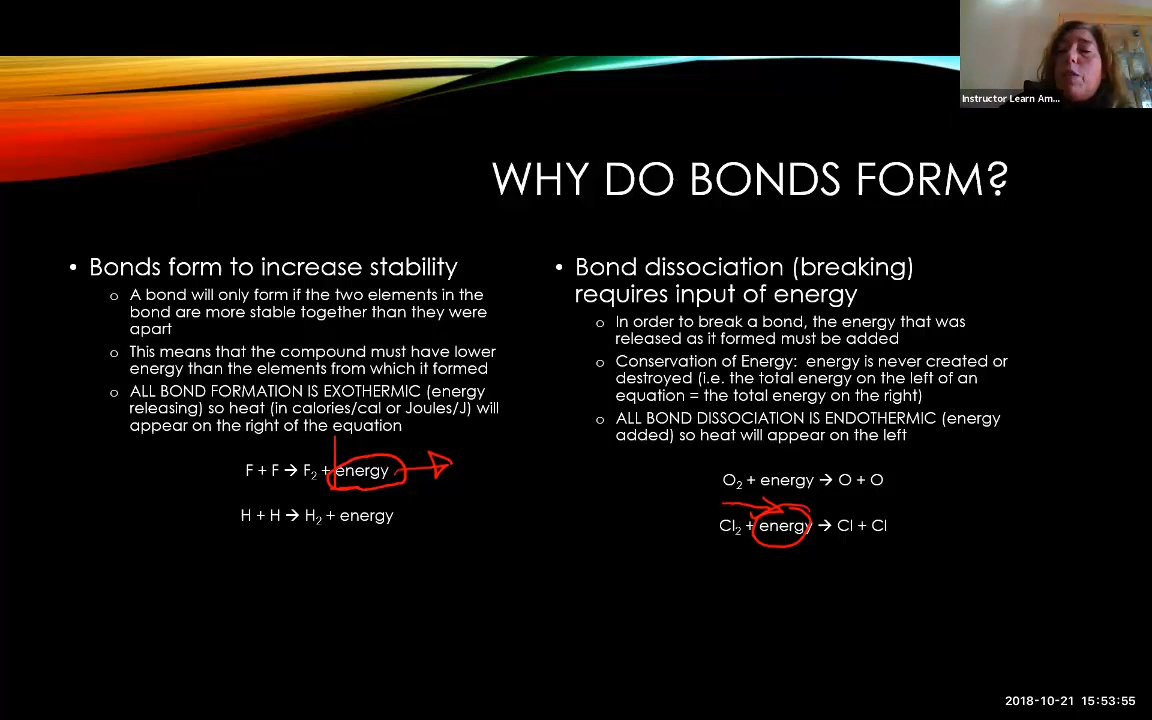 Instructor Learn Am...
WHY DO BONDS FORM?
• Bonds form to increase stability
o A bond will only form if the two elements in the
bond are more stable together than they were
apart
o This means that the compound must have lower
energy than the elements from which it formed
o ALL BOND FORMATION IS EXOTHERMIC (energy
releasing) so heat (in calories/cal or Joules/J) will
appear on the right of the equation
F + F → F₂ + energy
H + H → H₂ + energy
• Bond dissociation (breaking)
requires input of energy
o In order to break a bond, the energy that was
released as it formed must be added
o Conservation of Energy: energy is never created or
destroyed (i.e. the total energy on the left of an
equation = the total energy on the right)
o ALL BOND DISSOCIATION IS ENDOTHERMIC (energy
added) so heat will appear on the left
O₂ + energy → O + O
Cl₂ + energy → Cl + Cl
2018-10-21 15:53:55